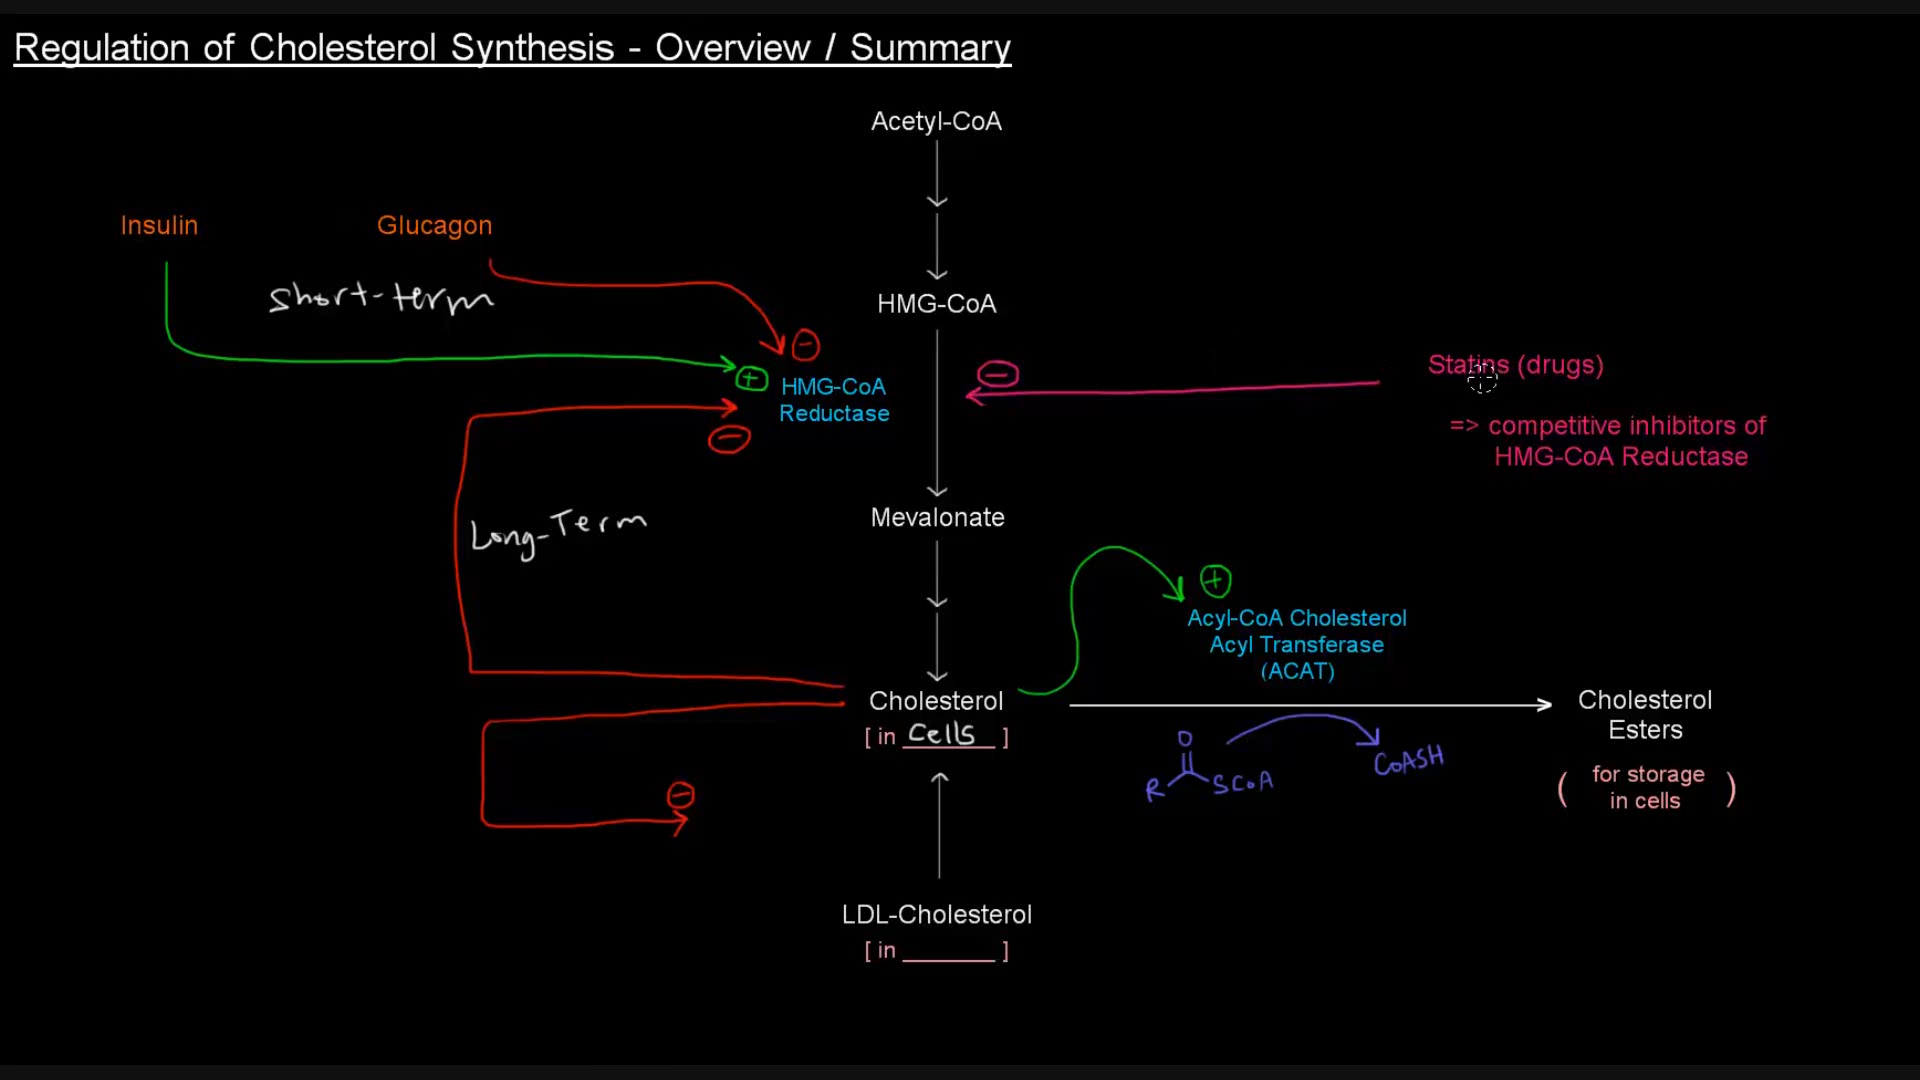 Regulation of Cholesterol Synthesis - Overview / Summary
Acetyl-CoA
Insulin
Glucagon
short-term
HMG-CoA
Statins (drugs)
=> competitive inhibitors of
HMG-CoA Reductase
HMG-CoA
Reductase
Long-Term
Mevalonate
Acyl-CoA Cholesterol
Acyl Transferase
(ACAT)
Cholesterol
[ in Cells ]
Cholesterol
Esters
( for storage
in cells )
O
R
SCoA
CoASH
LDL-Cholesterol
[ in ______ ]